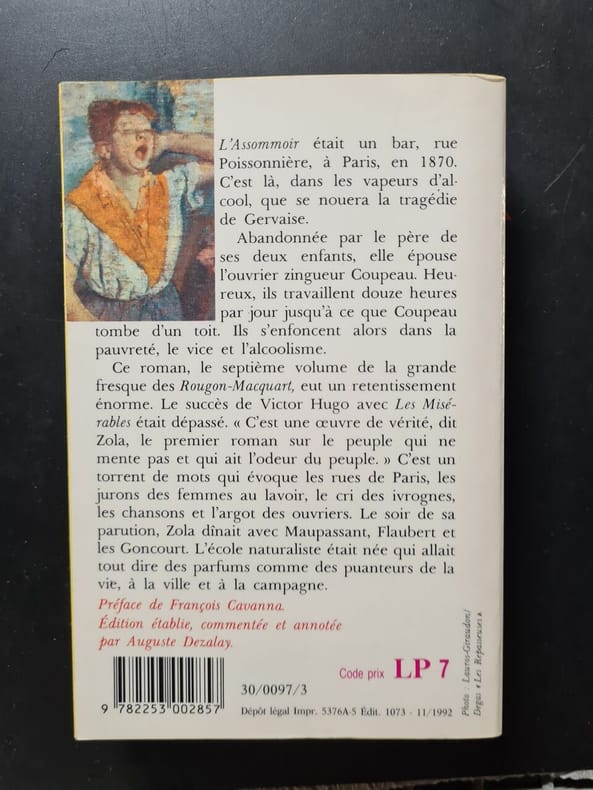 L'Assommoir était un bar, rue
Poissonnière, à Paris, en 1870.
C'est là, dans les vapeurs d'al-
cool, que se nouera la tragédie
de Gervaise.
Abandonnée par le père de
ses deux enfants, elle épouse
l'ouvrier zingueur Coupeau. Heu-
reux, ils travaillent douze heures
par jour jusqu'à ce que Coupeau
tombe d'un toit. Ils s'enfoncent alors dans la
pauvreté, le vice et l'alcoolisme.
Ce roman, le septième volume de la grande
fresque des Rougon-Macquart, eut un retentissement
énorme. Le succès de Victor Hugo avec Les Misé-
rables était dépassé. « C'est une œuvre de vérité, dit
Zola, le premier roman sur le peuple qui ne
mente pas et qui ait l'odeur du peuple. » C'est un
torrent de mots qui évoque les rues de Paris, les
jurons des femmes au lavoir, le cri des ivrognes,
les chansons et l'argot des ouvriers. Le soir de sa
parution, Zola dînait avec Maupassant, Flaubert et
les Goncourt. L'école naturaliste était née qui allait
tout dire des parfums comme des puanteurs de la
vie, à la ville et à la campagne.
Préface de François Cavanna.
Édition établie, commentée et annotée
par Auguste Dezalay.
Code prix LP 7
9 782253 002857
30/0097/3
Dépôt légal Impr. 5376A-5 Édit. 1073 - 11/1992
Photo : Lauros-Giraudon/
Degas « Les Repasseuses ».